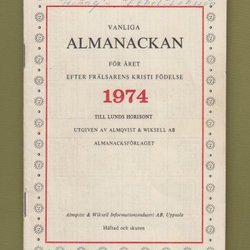 VANLIGA
ALMANACKAN
FÖR ÅRET
EFTER FRÄLSARENS KRISTI FÖDELSE
1974
TILL LUNDS HORISONT
UTGIVEN AV ALMQVIST & WIKSELL AB
ALMANACKSFÖRLAGET
Almqvist & Wiksell Informationsindustri AB, Uppsala
Häftad och skuren